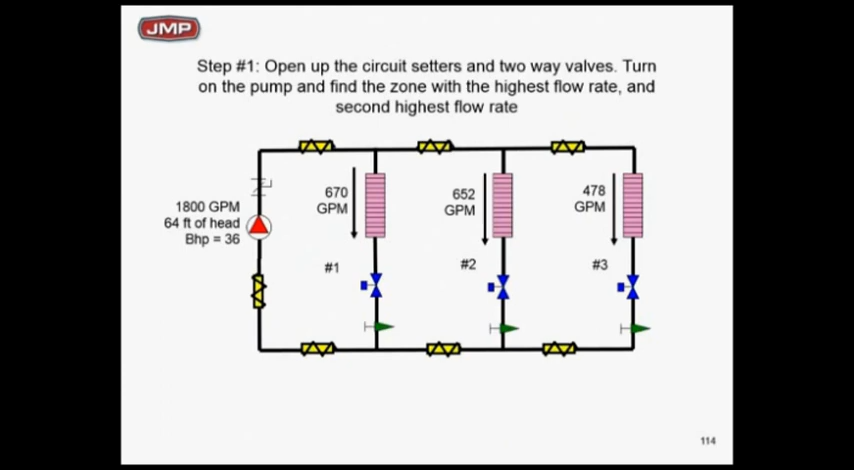 JMP
Step #1: Open up the circuit setters and two way valves. Turn
on the pump and find the zone with the highest flow rate, and
second highest flow rate
1800 GPM
64 ft of head
Bhp = 36
670
GPM
652
GPM
478
GPM
#1
#2
#3
114